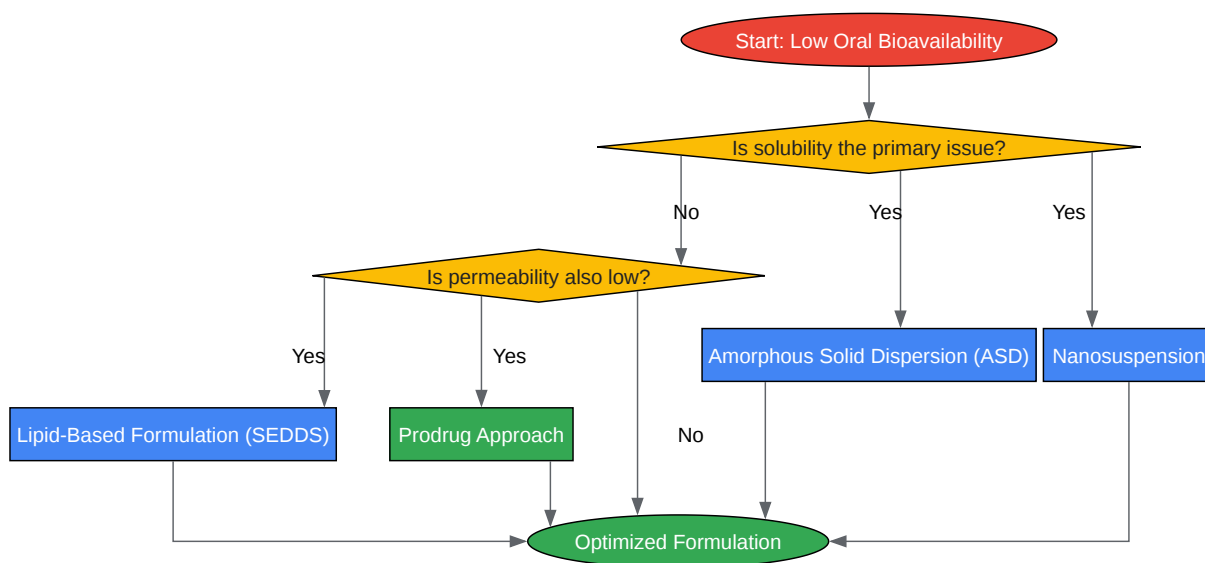 Start: Low Oral Bioavailability
Is solubility the primary issue?
No
Yes
Yes
Is permeability also low?
Yes
Yes
Amorphous Solid Dispersion (ASD)
Nanosuspension
Lipid-Based Formulation (SEDDS)
Prodrug Approach
No
Optimized Formulation